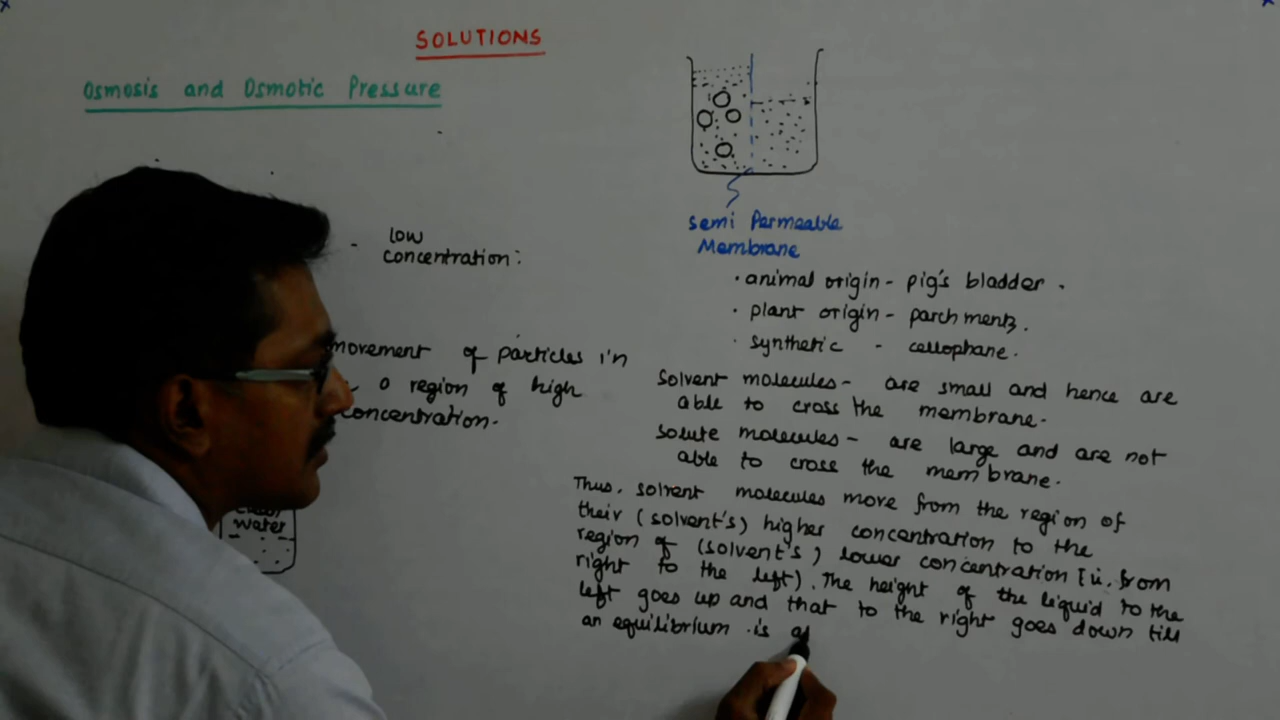 SOLUTIONS
Osmosis and Osmotic Pressure
low
concentration:
movement of particles in
a region of high
concentration.
water
Semi Permeable
Membrane
• animal origin - pig's bladder.
• plant origin - parchment.
• synthetic - cellophane.
Solvent molecules - are small and hence are
able to cross the membrane.
Solute molecules - are large and are not
able to cross the membrane.
Thus, solvent molecules move from the region of
their (solvent's) higher concentration to the
region of (solvent's) lower concentration [i.e. from
right to the left). The height of the liquid to the
left goes up and that to the right goes down till
an equilibrium is